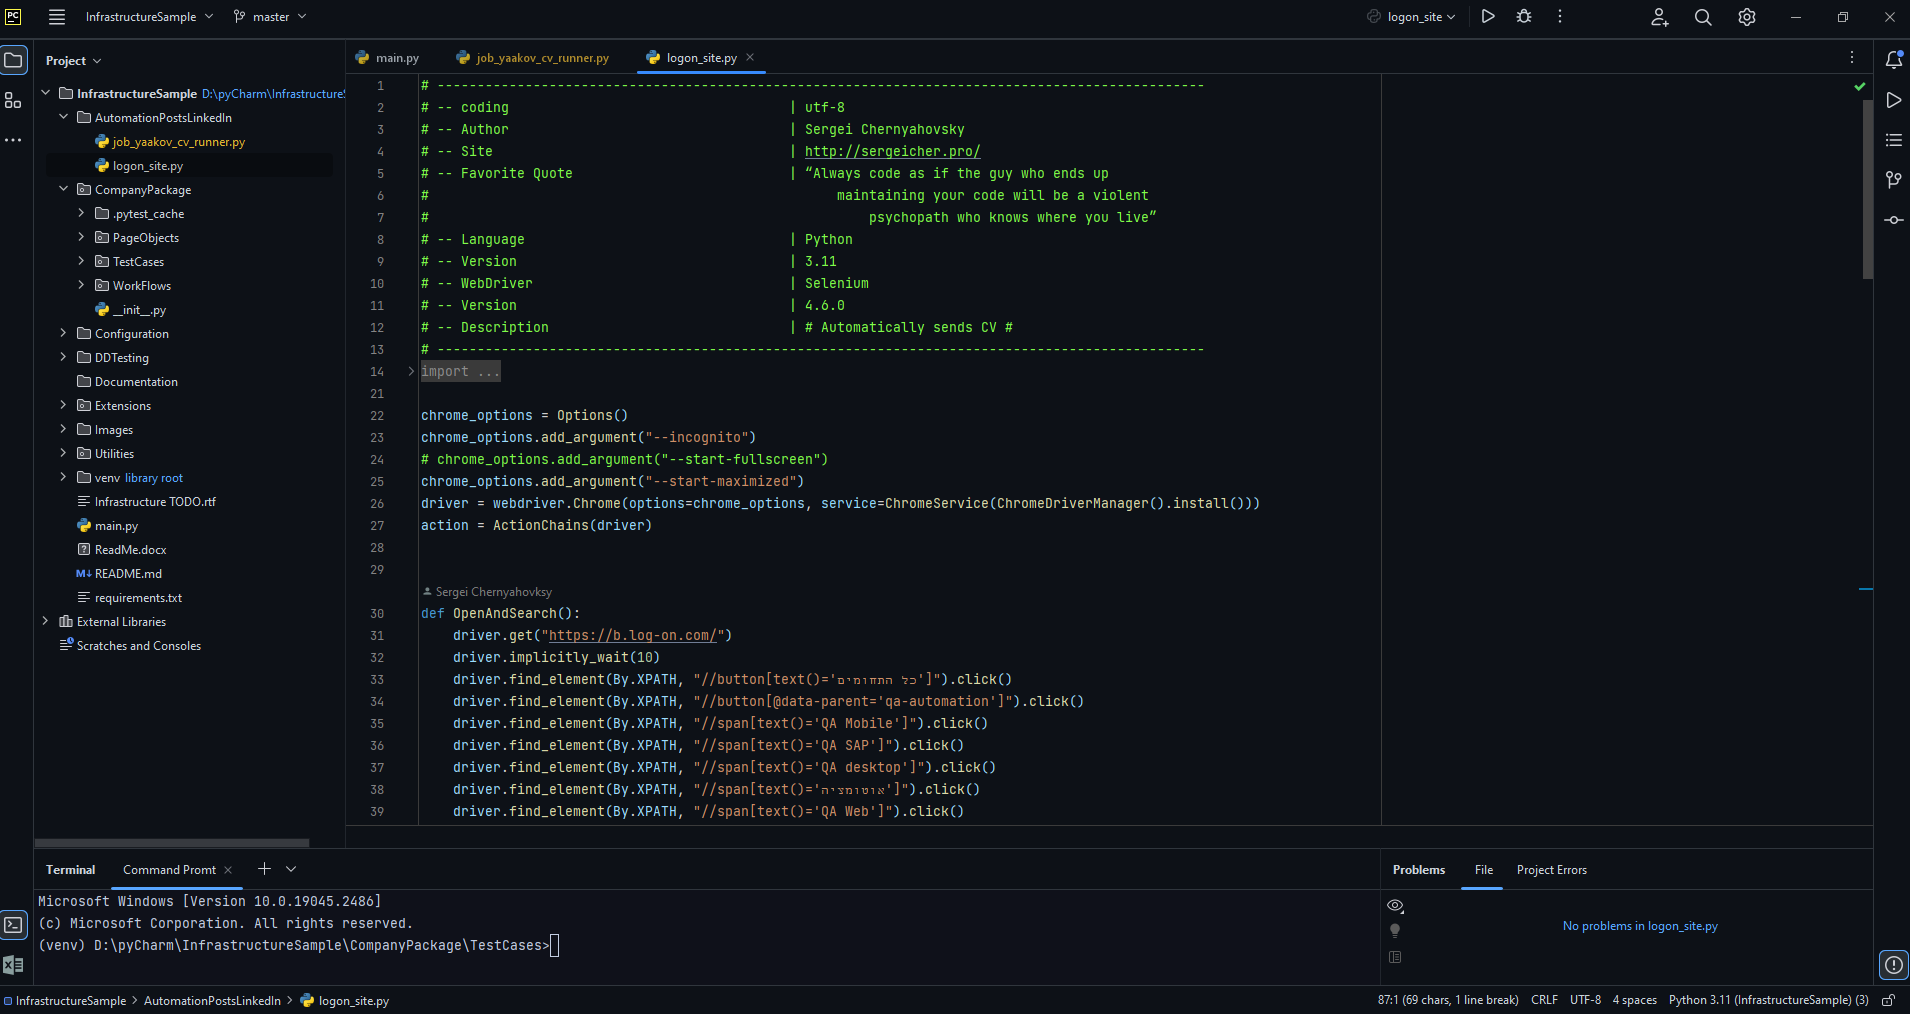 PC InfrastructureSample master logon_site
Project
InfrastructureSample D:\pyCharm\InfrastructureS
AutomationPostsLinkedIn
job_yaakov_cv_runner.py
logon_site.py
CompanyPackage
.pytest_cache
PageObjects
TestCases
WorkFlows
__init__.py
Configuration
DDTesting
Documentation
Extensions
Images
Utilities
venv library root
Infrastructure TODO.rtf
main.py
ReadMe.docx
README.md
requirements.txt
External Libraries
Scratches and Consoles
main.py job_yaakov_cv_runner.py logon_site.py
1 # ------------------------------------------------------------------------------------------------
2 # -- coding | utf-8
3 # -- Author | Sergei Chernyahovsky
4 # -- Site | http://sergeicher.pro/
5 # -- Favorite Quote | “Always code as if the guy who ends up
6 # maintaining your code will be a violent
7 # psychopath who knows where you live”
8 # -- Language | Python
9 # -- Version | 3.11
10 # -- WebDriver | Selenium
11 # -- Version | 4.6.0
12 # -- Description | # Automatically sends CV #
13 # ------------------------------------------------------------------------------------------------
14 import ...
21
22 chrome_options = Options()
23 chrome_options.add_argument("--incognito")
24 # chrome_options.add_argument("--start-fullscreen")
25 chrome_options.add_argument("--start-maximized")
26 driver = webdriver.Chrome(options=chrome_options, service=ChromeService(ChromeDriverManager().install()))
27 action = ActionChains(driver)
28
29
Sergei Chernyahovksy
30 def OpenAndSearch():
31 driver.get("https://b.log-on.com/")
32 driver.implicitly_wait(10)
33 driver.find_element(By.XPATH, "//button[text()='כל התחומים']").click()
34 driver.find_element(By.XPATH, "//button[@data-parent='qa-automation']").click()
35 driver.find_element(By.XPATH, "//span[text()='QA Mobile']").click()
36 driver.find_element(By.XPATH, "//span[text()='QA SAP']").click()
37 driver.find_element(By.XPATH, "//span[text()='QA desktop']").click()
38 driver.find_element(By.XPATH, "//span[text()='אוטומציה']").click()
39 driver.find_element(By.XPATH, "//span[text()='QA Web']").click()
Terminal Command Promt
Microsoft Windows [Version 10.0.19045.2486]
(c) Microsoft Corporation. All rights reserved.
(venv) D:\pyCharm\InfrastructureSample\CompanyPackage\TestCases>
Problems File Project Errors
No problems in logon_site.py
InfrastructureSample AutomationPostsLinkedIn logon_site.py
87:1 (69 chars, 1 line break) CRLF UTF-8 4 spaces Python 3.11 (InfrastructureSample) (3)